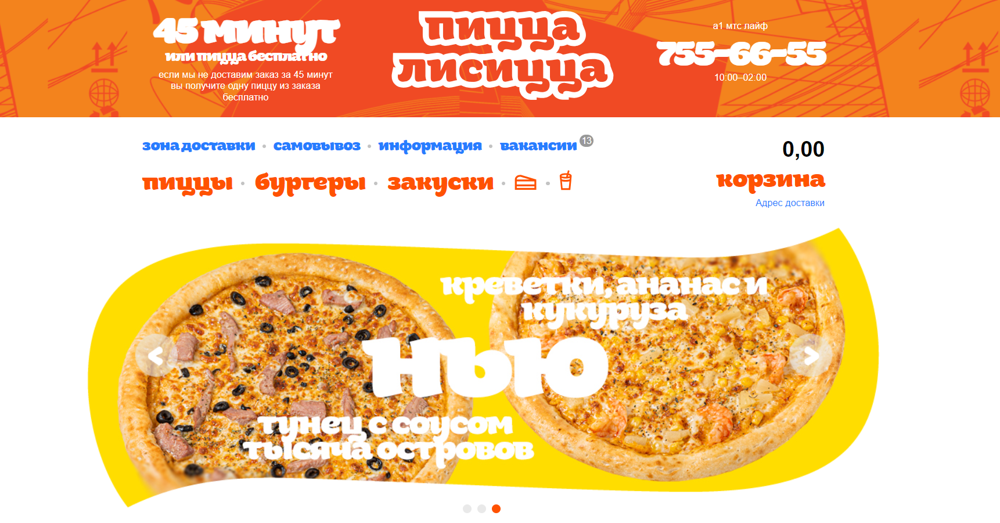 45 минут
или пицца бесплатно
если мы не доставим заказ за 45 минут
вы получите одну пиццу из заказа
бесплатно
пицца
лисицца
а1 мтс лайф
755-66-55
10:00–02:00
зона доставки • самовывоз • информация • вакансии 13
0,00
пиццы • бургеры • закуски
корзина
Адрес доставки
креветки, ананас и
кукуруза
нью
тунец с соусом
тысяча островов